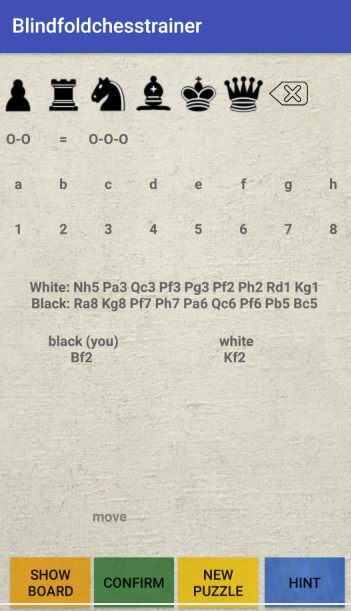 Blindfoldchesstrainer
O-O = O-O-O
a b c d e f g h
1 2 3 4 5 6 7 8
White: Nh5 Pa3 Qc3 Pf3 Pg3 Pf2 Ph2 Rd1 Kg1
Black: Ra8 Kg8 Pf7 Ph7 Pa6 Qc6 Pf6 Pb5 Bc5
black (you) white
Bf2 Kf2
move
SHOW BOARD CONFIRM NEW PUZZLE HINT